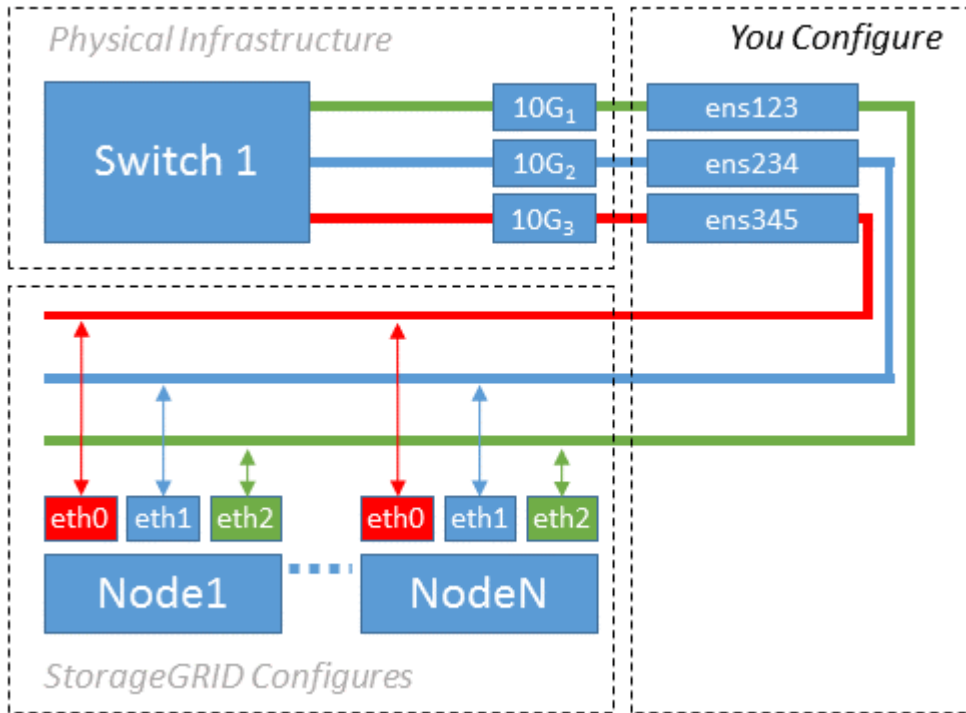 Physical Infrastructure
You Configure
Switch 1
10G₁
ens123
10G₂
ens234
10G₃
ens345
eth0
eth1
eth2
eth0
eth1
eth2
Node1
NodeN
StorageGRID Configures